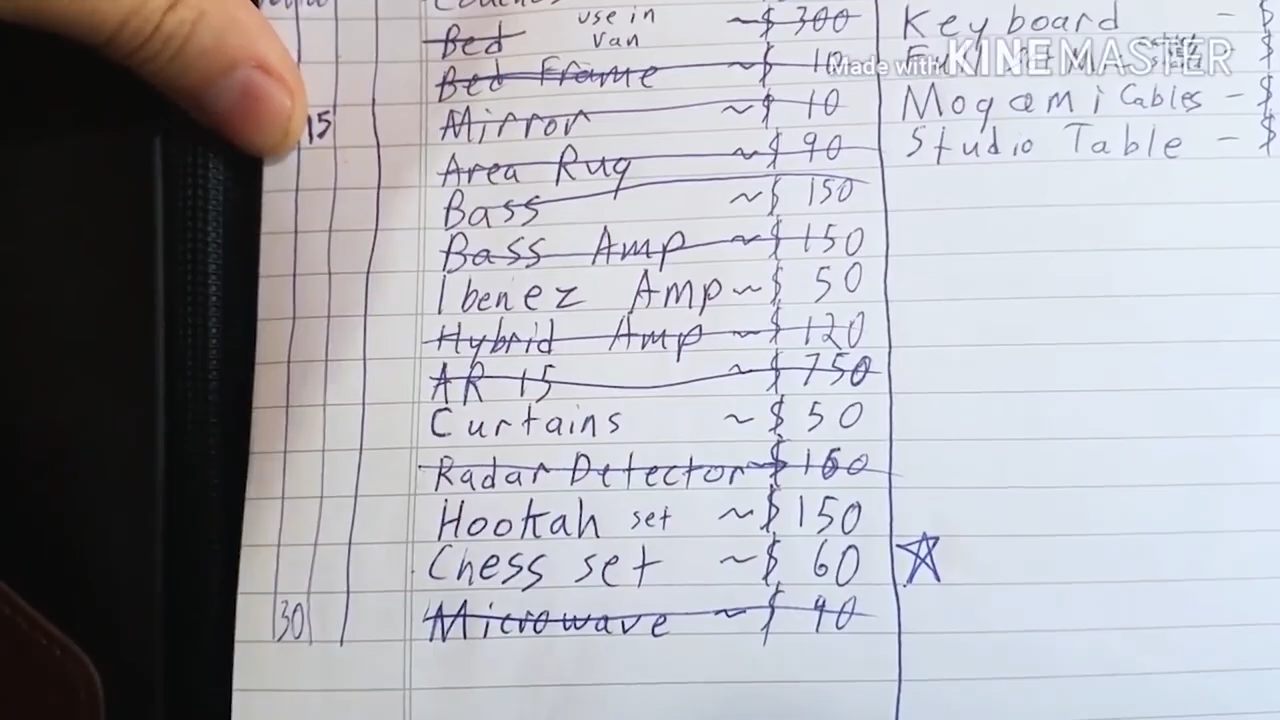 Couches
Bed use in van ~$ 300
Bed Frame ~$ 10
Mirror ~$ 10
Area Rug ~$ 90
Bass ~$ 150
Bass Amp ~$ 150
Ibenez Amp ~$ 50
Hybrid Amp ~$ 120
AR 15 ~$ 750
Curtains ~$ 50
Radar Detector ~$ 160
Hookah set ~$ 150
Chess set ~$ 60
Microwave ~$ 90
15
30
Keyboard - $
Made with KINEMASTER
Mogami Cables - $
Studio Table - $